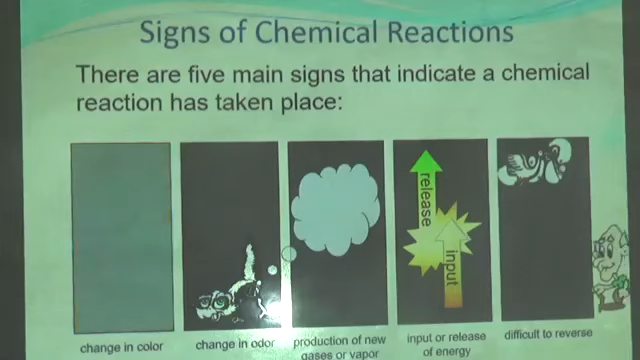 Signs of Chemical Reactions
There are five main signs that indicate a chemical
reaction has taken place:
release
input
change in color
change in odor
production of new
gases or vapor
input or release
of energy
difficult to reverse